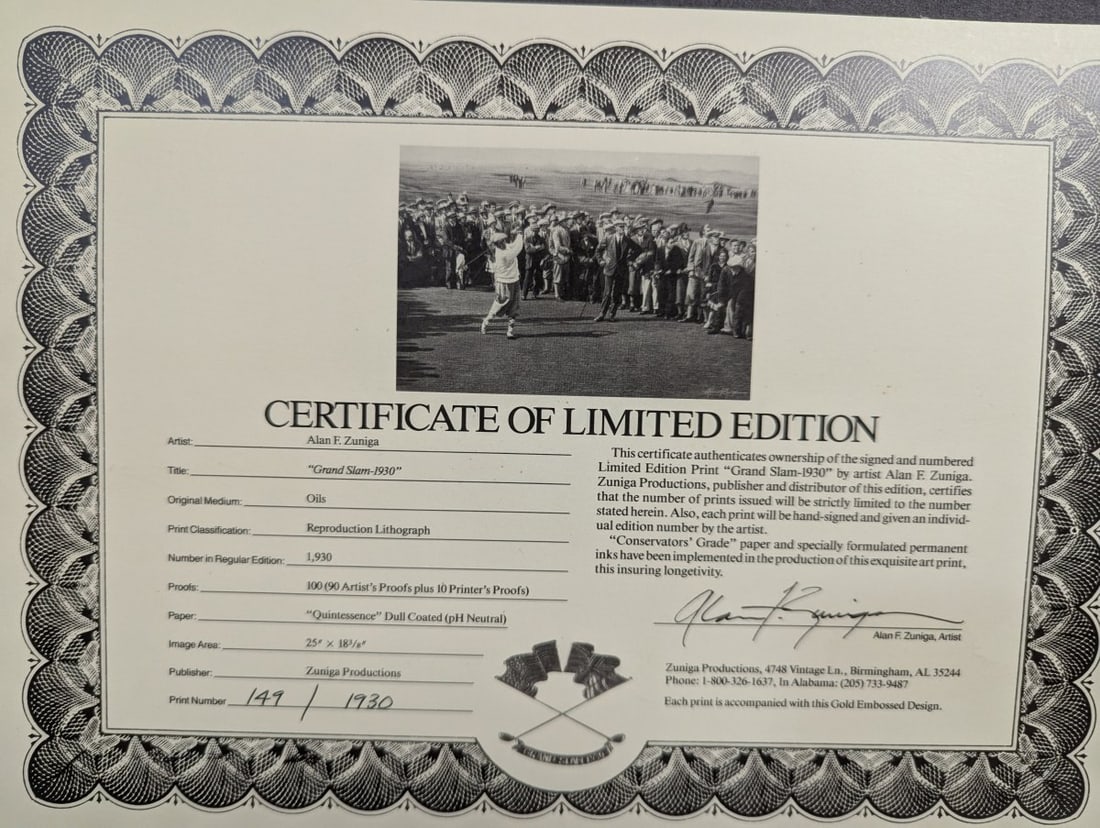 CERTIFICATE OF LIMITED EDITION
Artist: Alan F. Zuniga
Title: "Grand Slam-1930"
Original Medium: Oils
Print Classification: Reproduction Lithograph
Number in Regular Edition: 1,930
Proofs: 100 (90 Artist's Proofs plus 10 Printer's Proofs)
Paper: "Quintessence" Dull Coated (pH Neutral)
Image Area: 25" × 18³/₈"
Publisher: Zuniga Productions
Print Number 149 / 1930
This certificate authenticates ownership of the signed and numbered
Limited Edition Print "Grand Slam-1930" by artist Alan F. Zuniga.
Zuniga Productions, publisher and distributor of this edition, certifies
that the number of prints issued will be strictly limited to the number
stated herein. Also, each print will be hand-signed and given an individ-
ual edition number by the artist.
"Conservators' Grade" paper and specially formulated permanent
inks have been implemented in the production of this exquisite art print,
this insuring longetivity.
Alan F. Zuniga
Alan F. Zuniga, Artist
Zuniga Productions, 4748 Vintage Ln., Birmingham, AL 35244
Phone: 1-800-326-1637, In Alabama: (205) 733-9487
Each print is accompanied with this Gold Embossed Design.